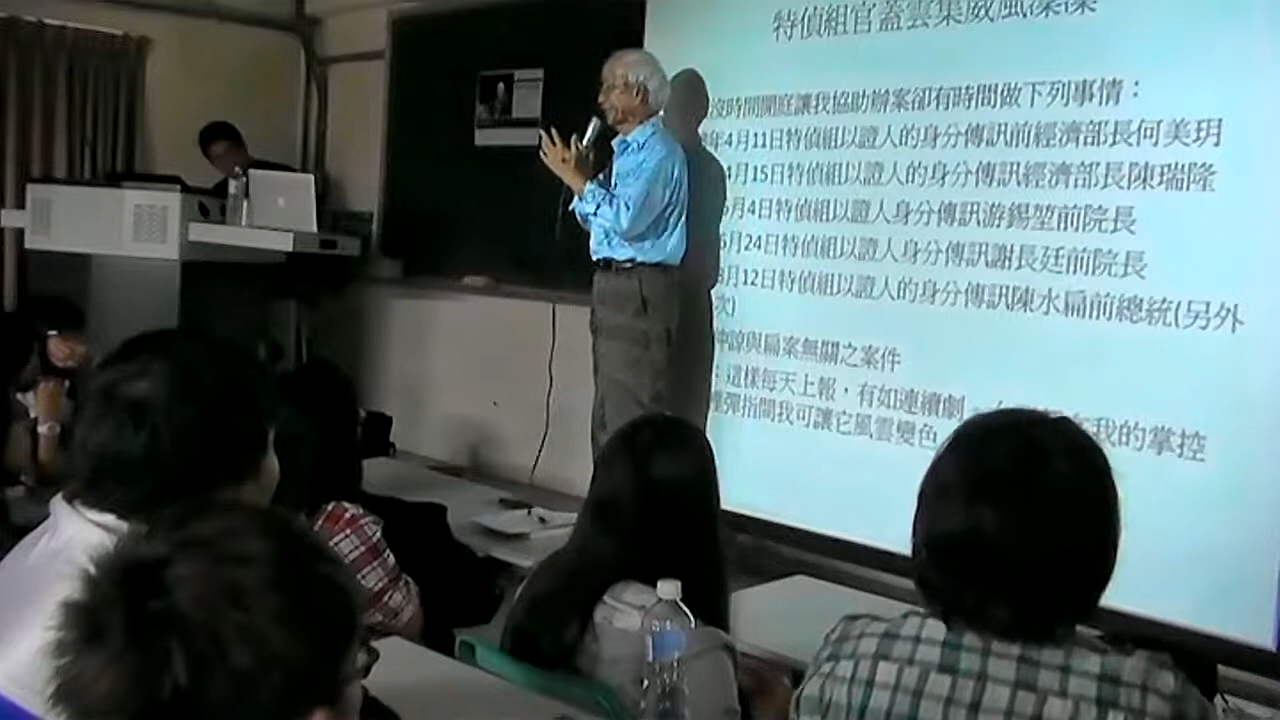 特偵組官蓋雲集威風凜凜
沒時間開庭讓我協助辦案卻有時間做下列事情：
年4月11日特偵組以證人的身分傳訊前經濟部長何美玥
4月15日特偵組以證人的身分傳訊經濟部長陳瑞隆
月4日特偵組以證人身分傳訊游錫堃前院長
月24日特偵組以證人身分傳訊謝長廷前院長
月12日特偵組以證人的身分傳訊陳水扁前總統(另外
次)
諒與扁案無關之案件
：這樣每天上報，有如連續劇，
彈指間我可讓它風雲變色 我的掌控